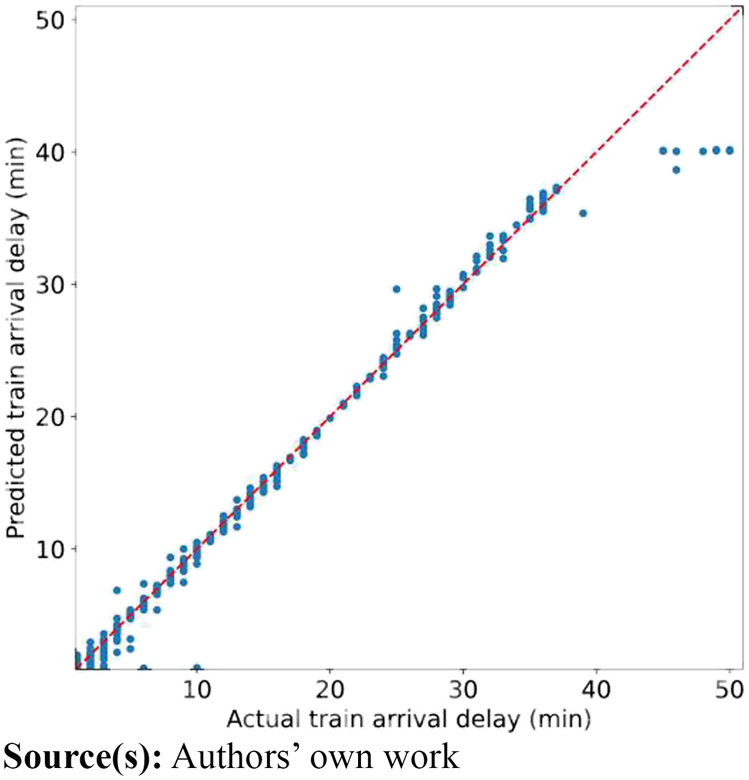 50
40
30
20
10
Predicted train arrival delay (min)
10 20 30 40 50
Actual train arrival delay (min)
Source(s): Authors’ own work